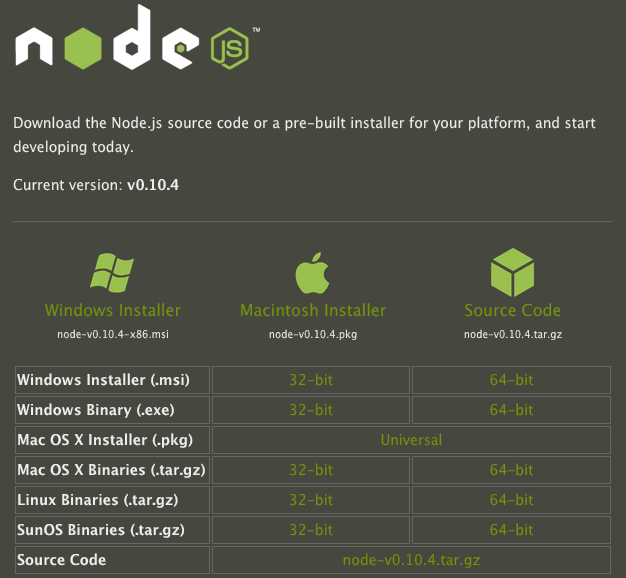 node JS ™
Download the Node.js source code or a pre-built installer for your platform, and start
developing today.
Current version: v0.10.4
Windows Installer Macintosh Installer Source Code
node-v0.10.4-x86.msi node-v0.10.4.pkg node-v0.10.4.tar.gz
Windows Installer (.msi) 32-bit 64-bit
Windows Binary (.exe) 32-bit 64-bit
Mac OS X Installer (.pkg) Universal
Mac OS X Binaries (.tar.gz) 32-bit 64-bit
Linux Binaries (.tar.gz) 32-bit 64-bit
SunOS Binaries (.tar.gz) 32-bit 64-bit
Source Code node-v0.10.4.tar.gz